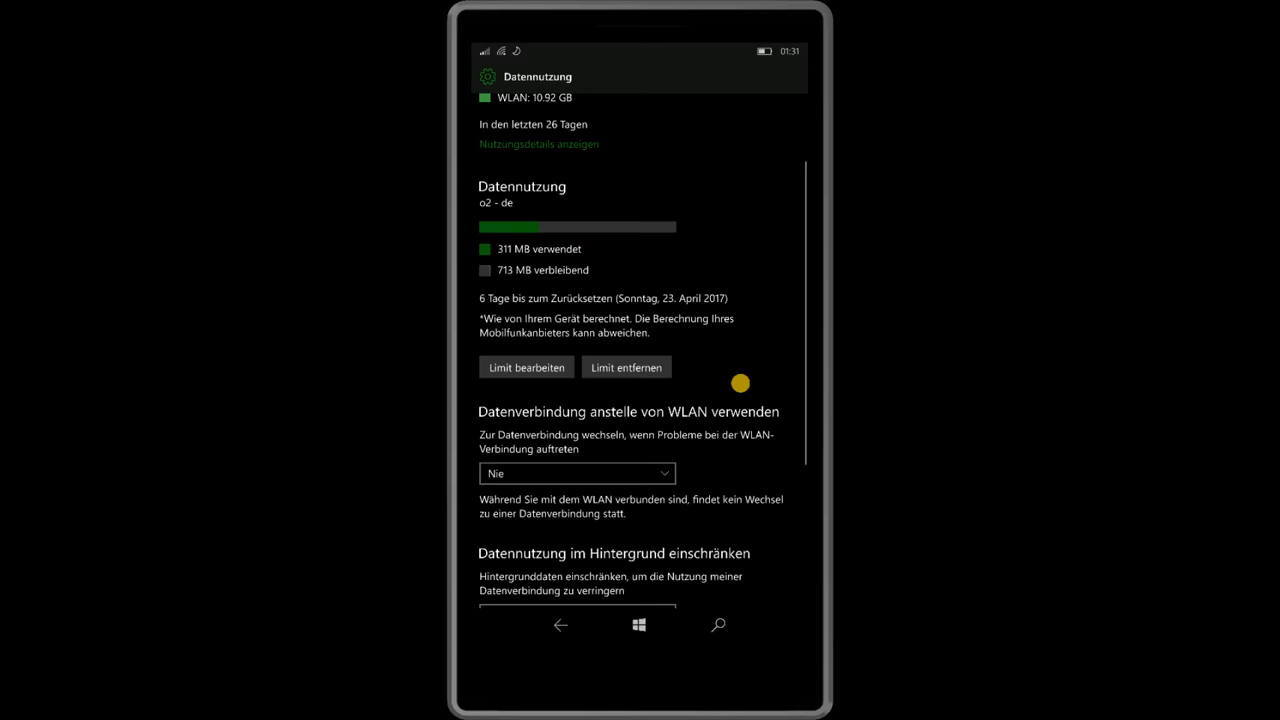 01:31
Datennutzung
WLAN: 10.92 GB
In den letzten 26 Tagen
Nutzungsdetails anzeigen
Datennutzung
o2 - de
311 MB verwendet
713 MB verbleibend
6 Tage bis zum Zurücksetzen (Sonntag, 23. April 2017)
*Wie von Ihrem Gerät berechnet. Die Berechnung Ihres
Mobilfunkanbieters kann abweichen.
Limit bearbeiten Limit entfernen
Datenverbindung anstelle von WLAN verwenden
Zur Datenverbindung wechseln, wenn Probleme bei der WLAN-
Verbindung auftreten
Nie
Während Sie mit dem WLAN verbunden sind, findet kein Wechsel
zu einer Datenverbindung statt.
Datennutzung im Hintergrund einschränken
Hintergrunddaten einschränken, um die Nutzung meiner
Datenverbindung zu verringern